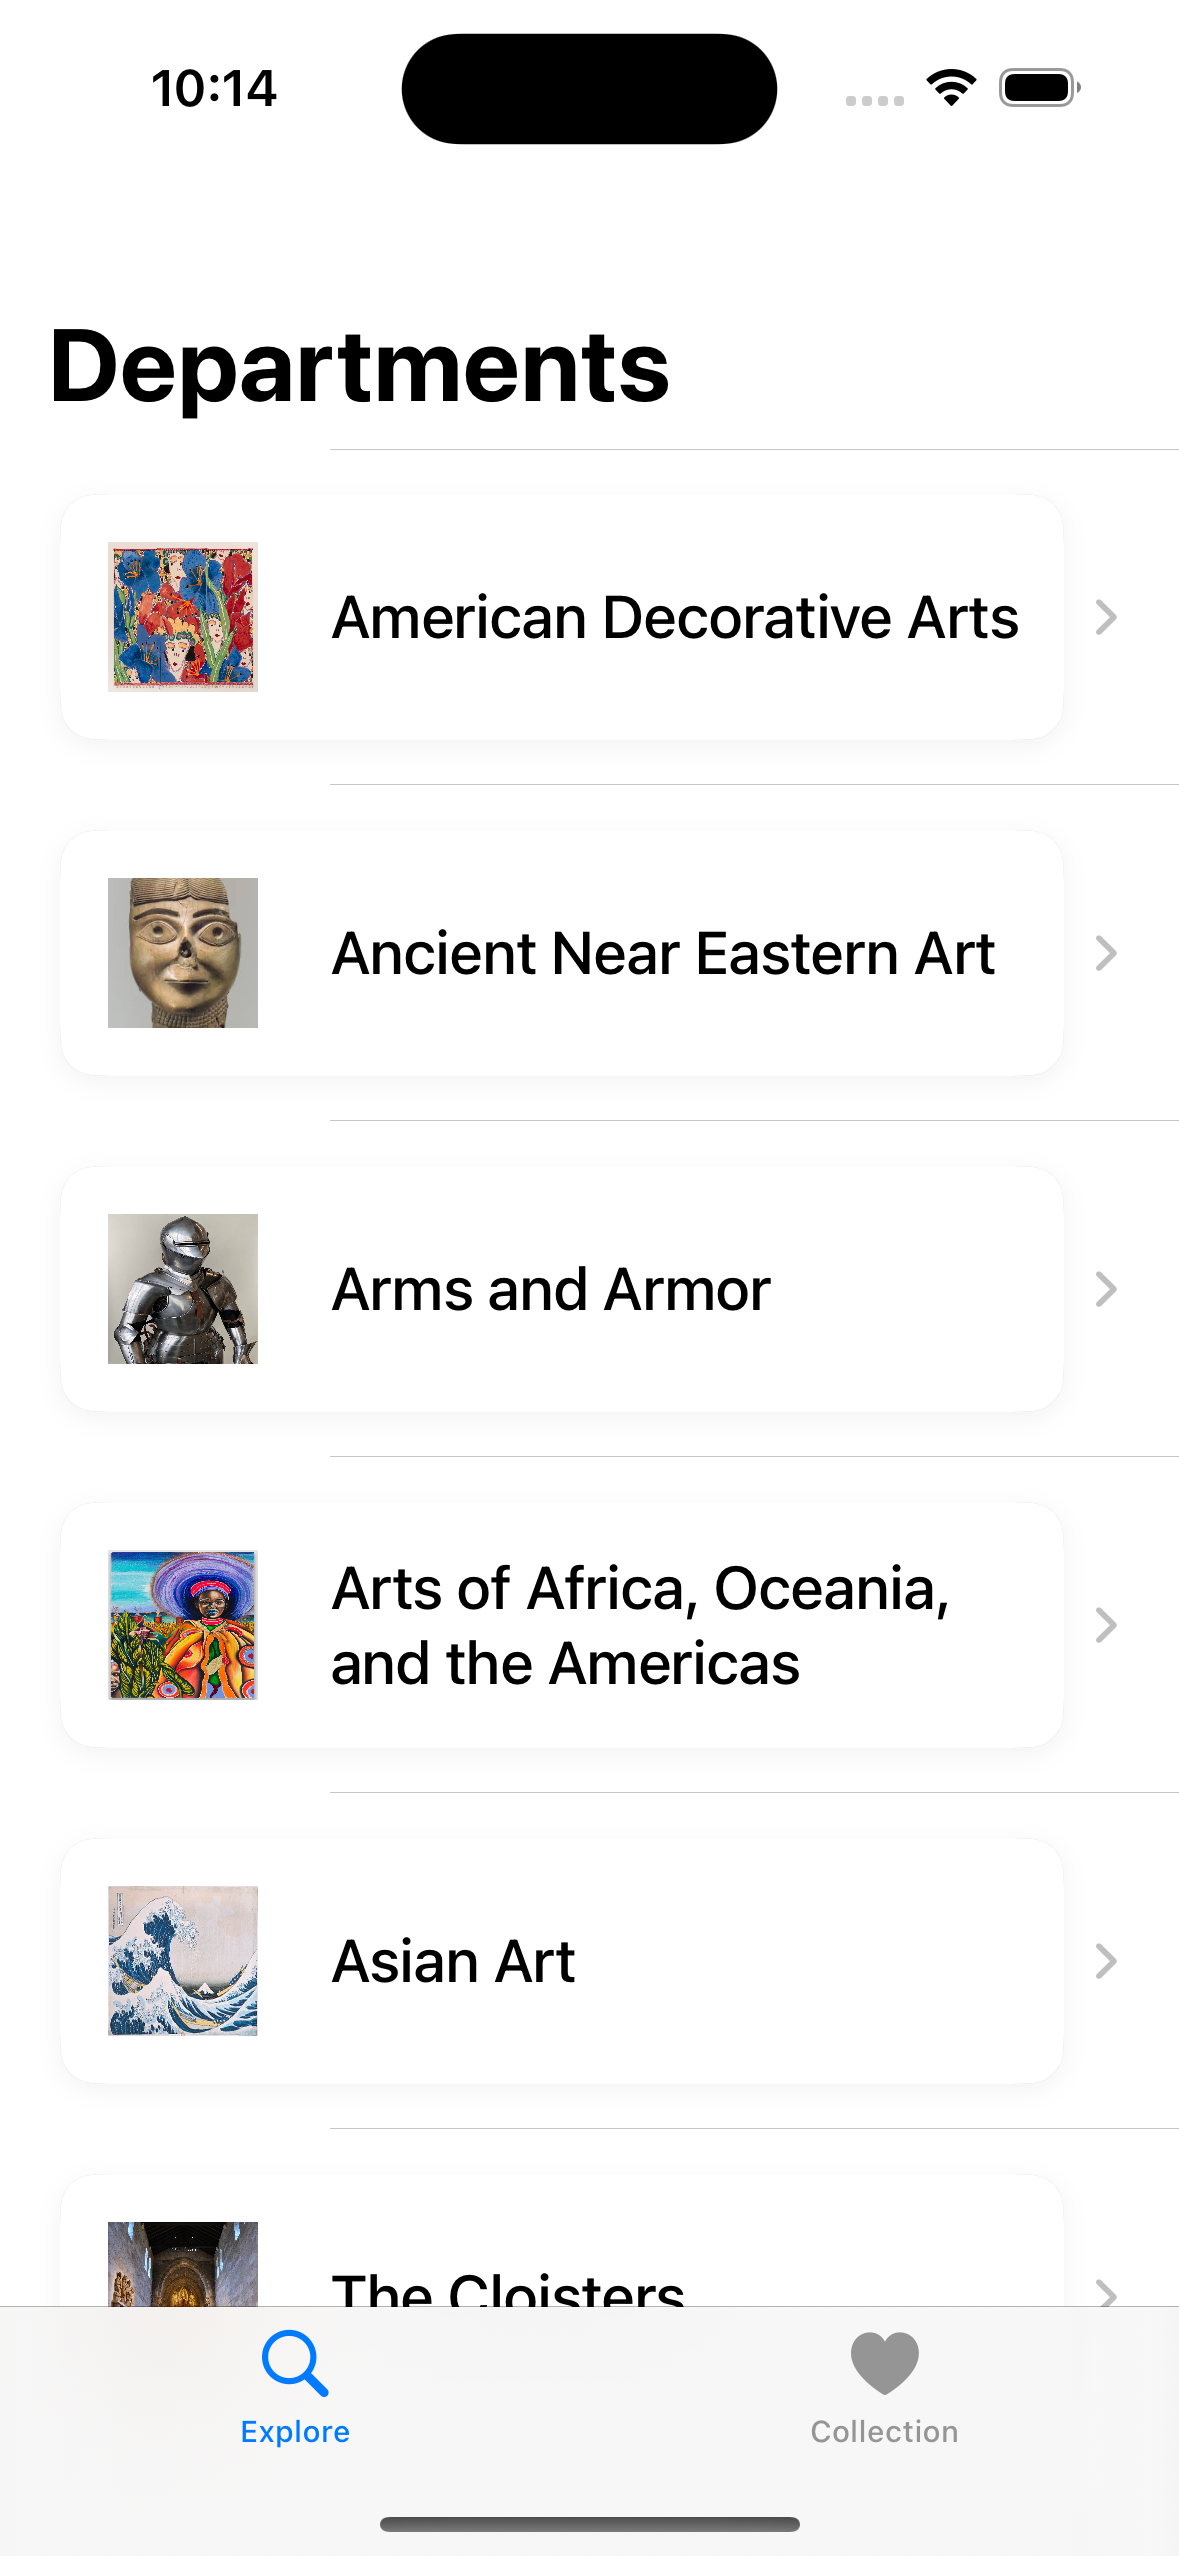 10:14
Departments
American Decorative Arts
Ancient Near Eastern Art
Arms and Armor
Arts of Africa, Oceania,
and the Americas
Asian Art
The Cloisters
Explore
Collection